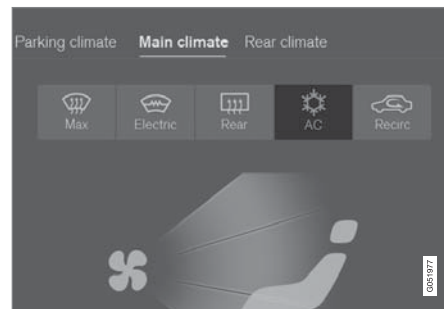 Parking climate Main climate Rear climate
Max Electric Rear AC Recirc
G051977